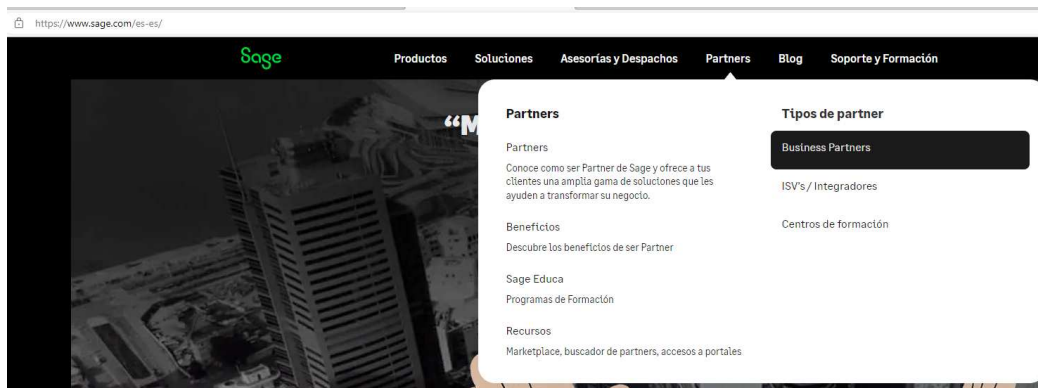 https://www.sage.com/es-es/
Sage
Productos Soluciones Asesorías y Despachos Partners Blog Soporte y Formación
“M
Partners
Partners
Conoce como ser Partner de Sage y ofrece a tus
clientes una amplia gama de soluciones que les
ayuden a transformar su negocio.
Beneficios
Descubre los beneficios de ser Partner
Sage Educa
Programas de Formación
Recursos
Marketplace, buscador de partners, accesos a portales
Tipos de partner
Business Partners
ISV's / Integradores
Centros de formación